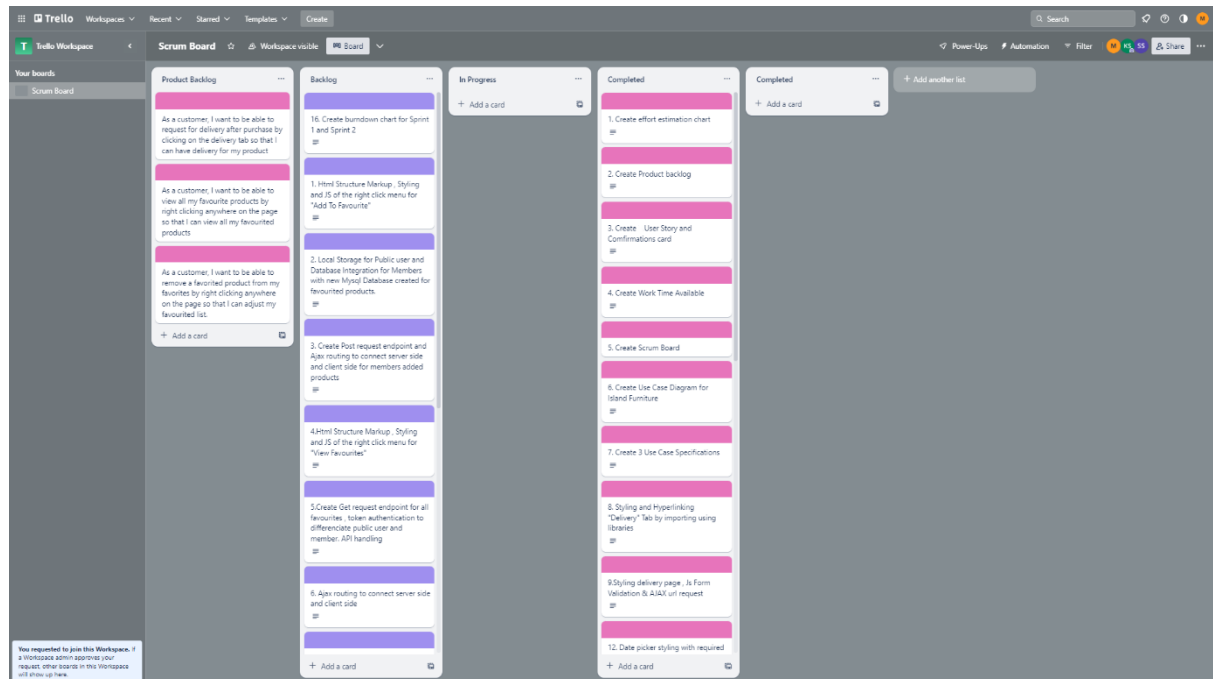 Trello
Workspaces
Recent
Starred
Templates
Create
Search
M
T
Trello Workspace
Scrum Board
Workspace visible
Board
Power-Ups
Automation
Filter
M
KS
SS
Share
Your boards
Scrum Board
Product Backlog
As a customer, I want to be able to
request for delivery after purchase by
clicking on the delivery tab so that I
can have delivery for my product
As a customer, I want to be able to
view all my favourite products by
right clicking anywhere on the page
so that I can view all my favourited
products
As a customer, I want to be able to
remove a favorited product from my
favorites by right clicking anywhere
on the page so that I can adjust my
favourited list.
+ Add a card
Backlog
16. Create burndown chart for Sprint
1 and Sprint 2
1. Html Structure Markup , Styling
and JS of the right click menu for
"Add To Favourite"
2. Local Storage for Public user and
Database Integration for Members
with new Mysql Database created for
favourited products.
3. Create Post request endpoint and
Ajax routing to connect server side
and client side for members added
products
4.Html Structure Markup , Styling
and JS of the right click menu for
"View Favourites"
5.Create Get request endpoint for all
favourites , token authentication to
differenciate public user and
member. API handling
6. Ajax routing to connect server side
and client side
+ Add a card
In Progress
+ Add a card
Completed
1. Create effort estimation chart
2. Create Product backlog
3. Create User Story and
Comfirmations card
4. Create Work Time Available
5. Create Scrum Board
6. Create Use Case Diagram for
Island Furniture
7. Create 3 Use Case Specifications
8. Styling and Hyperlinking
"Delivery" Tab by importing using
libraries
9.Styling delivery page , Js Form
Validation & AJAX url request
12. Date picker styling with required
+ Add a card
Completed
+ Add a card
+ Add another list
You requested to join this Workspace. If
a Workspace admin approves your
request, other boards in this Workspace
will show up here.